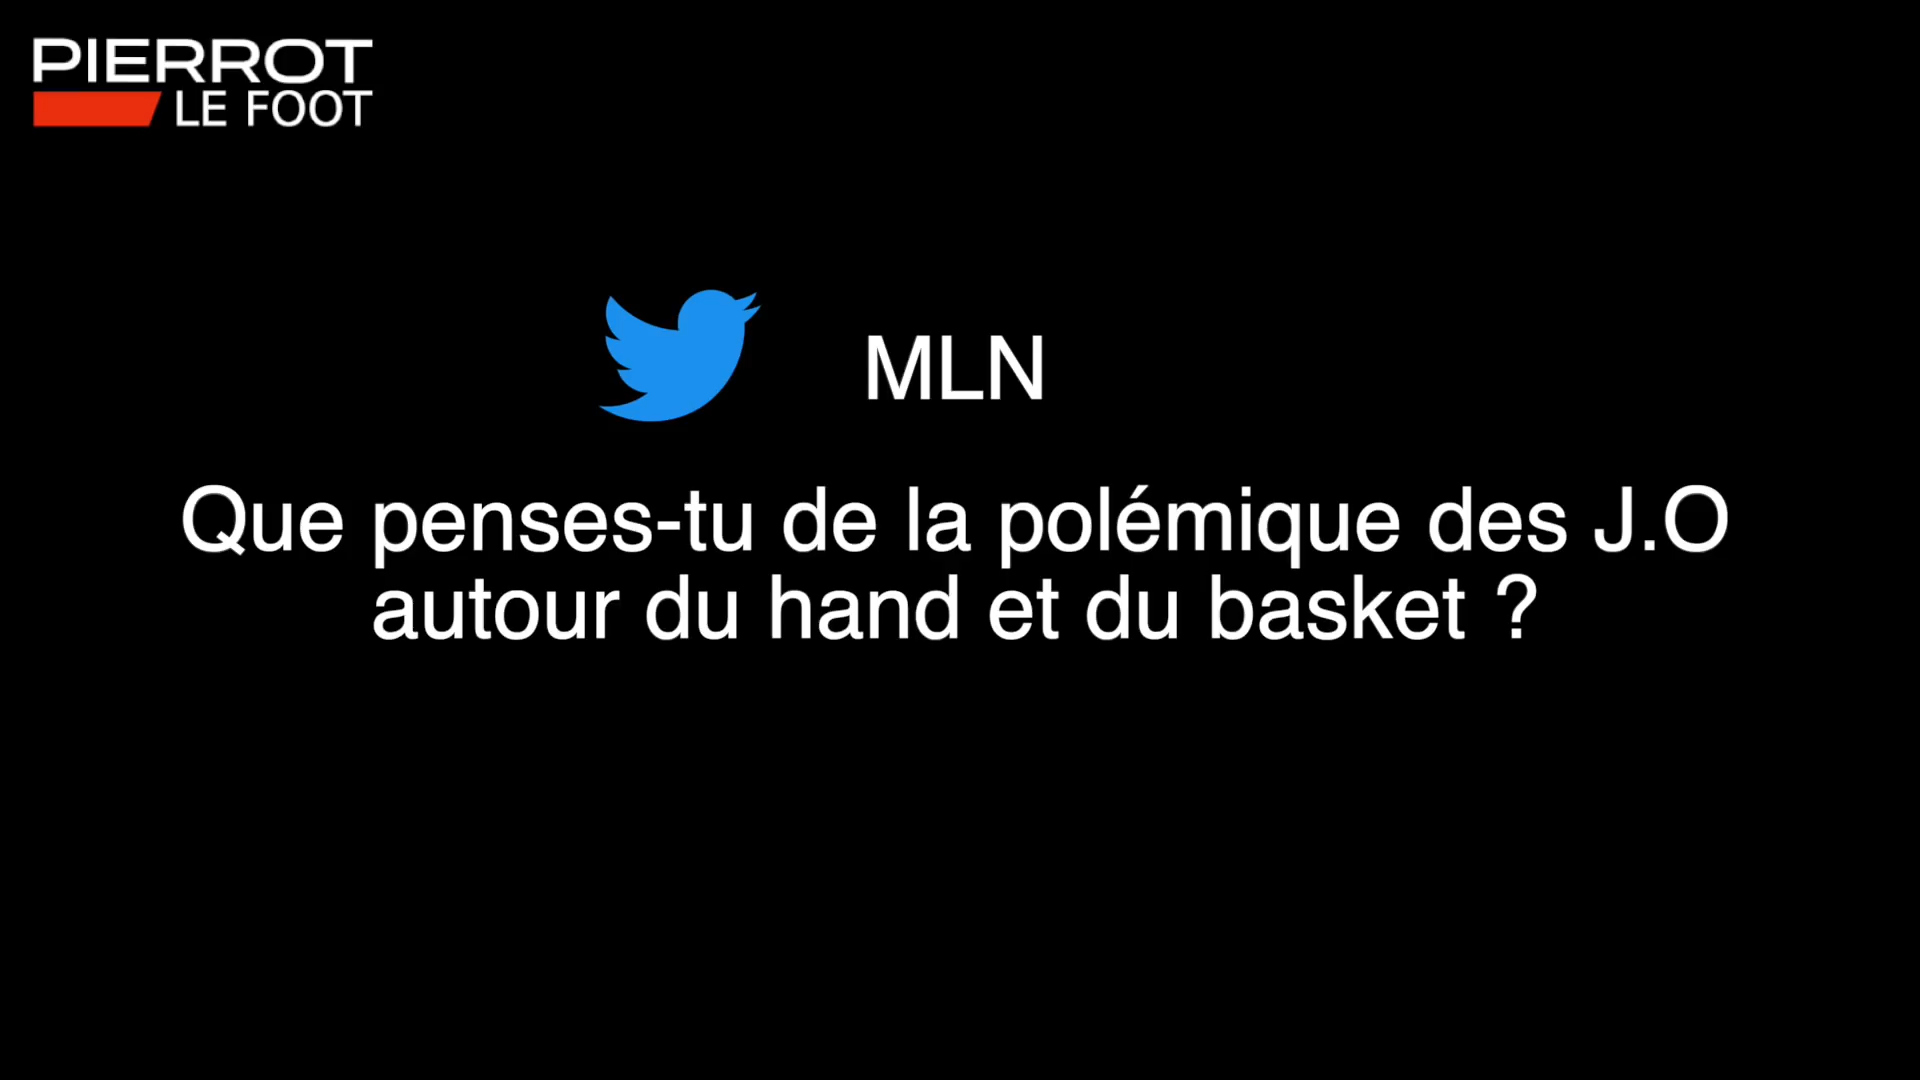 PIERROT
LE FOOT
MLN
Que penses-tu de la polémique des J.O
autour du hand et du basket ?